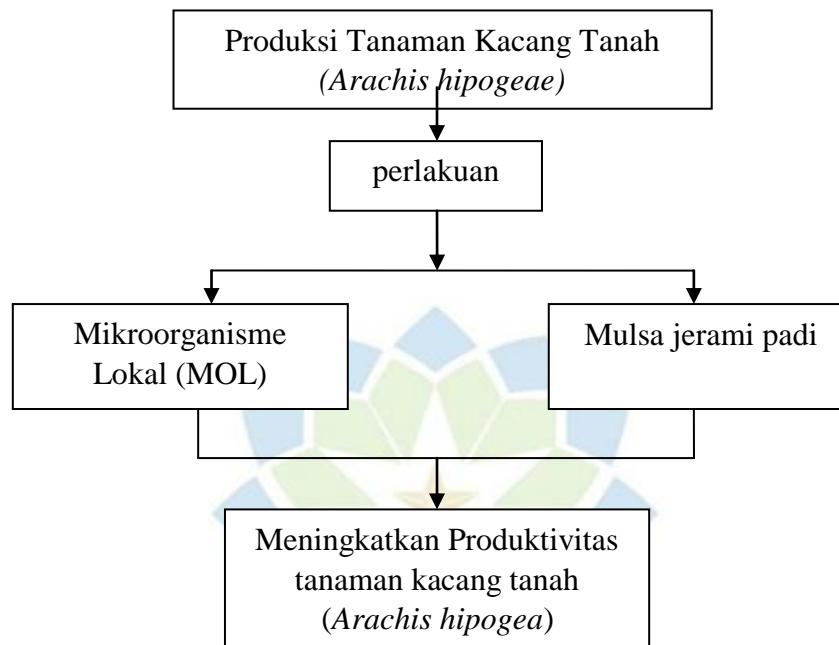 Produksi Tanaman Kacang Tanah
(Arachis hipogeae)
perlakuan
Mikroorganisme
Lokal (MOL)
Mulsa jerami padi
Meningkatkan Produktivitas
tanaman kacang tanah
(Arachis hipogea)